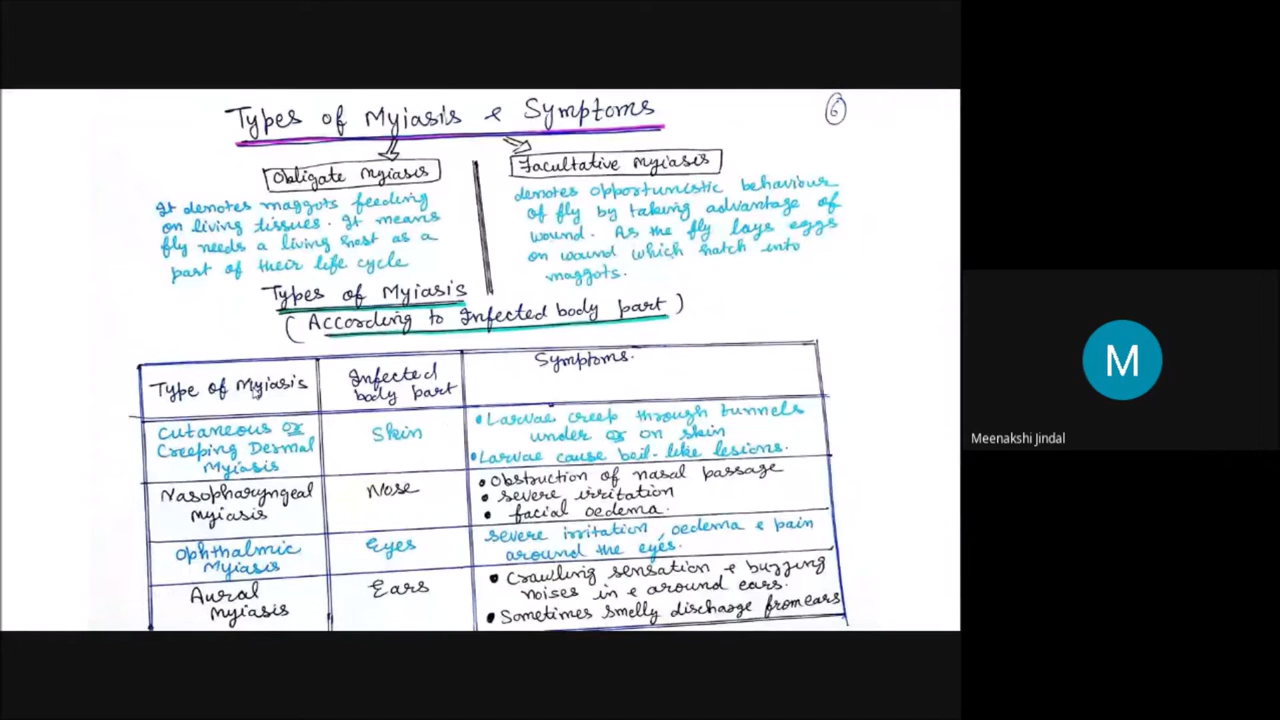 Types of Myiasis & Symptoms
6
Obligate Myiasis
It denotes maggots feeding
on living tissues. It means
fly needs a living host as a
part of their life cycle
Facultative Myiasis
denotes opportunistic behaviour
of fly by taking advantage of
wound. As the fly lays eggs
on wound which hatch into
maggots.
Types of Myiasis
(According to Infected body part)
Type of Myiasis
Infected
body part
Symptoms.
Cutaneous or
Creeping Dermal
Myiasis
Skin
• Larvae creep through tunnels
under or on skin
• Larvae cause boil-like lesions.
Nasopharyngeal
Myiasis
Nose
• Obstruction of nasal passage
• severe irritation
• facial oedema.
Ophthalmic
Myiasis
Eyes
severe irritation, oedema & pain
around the eyes.
Aural
Myiasis
Ears
• Crawling sensation & buzzing
noises in & around ears.
• Sometimes smelly discharge from ears
M
Meenakshi Jindal